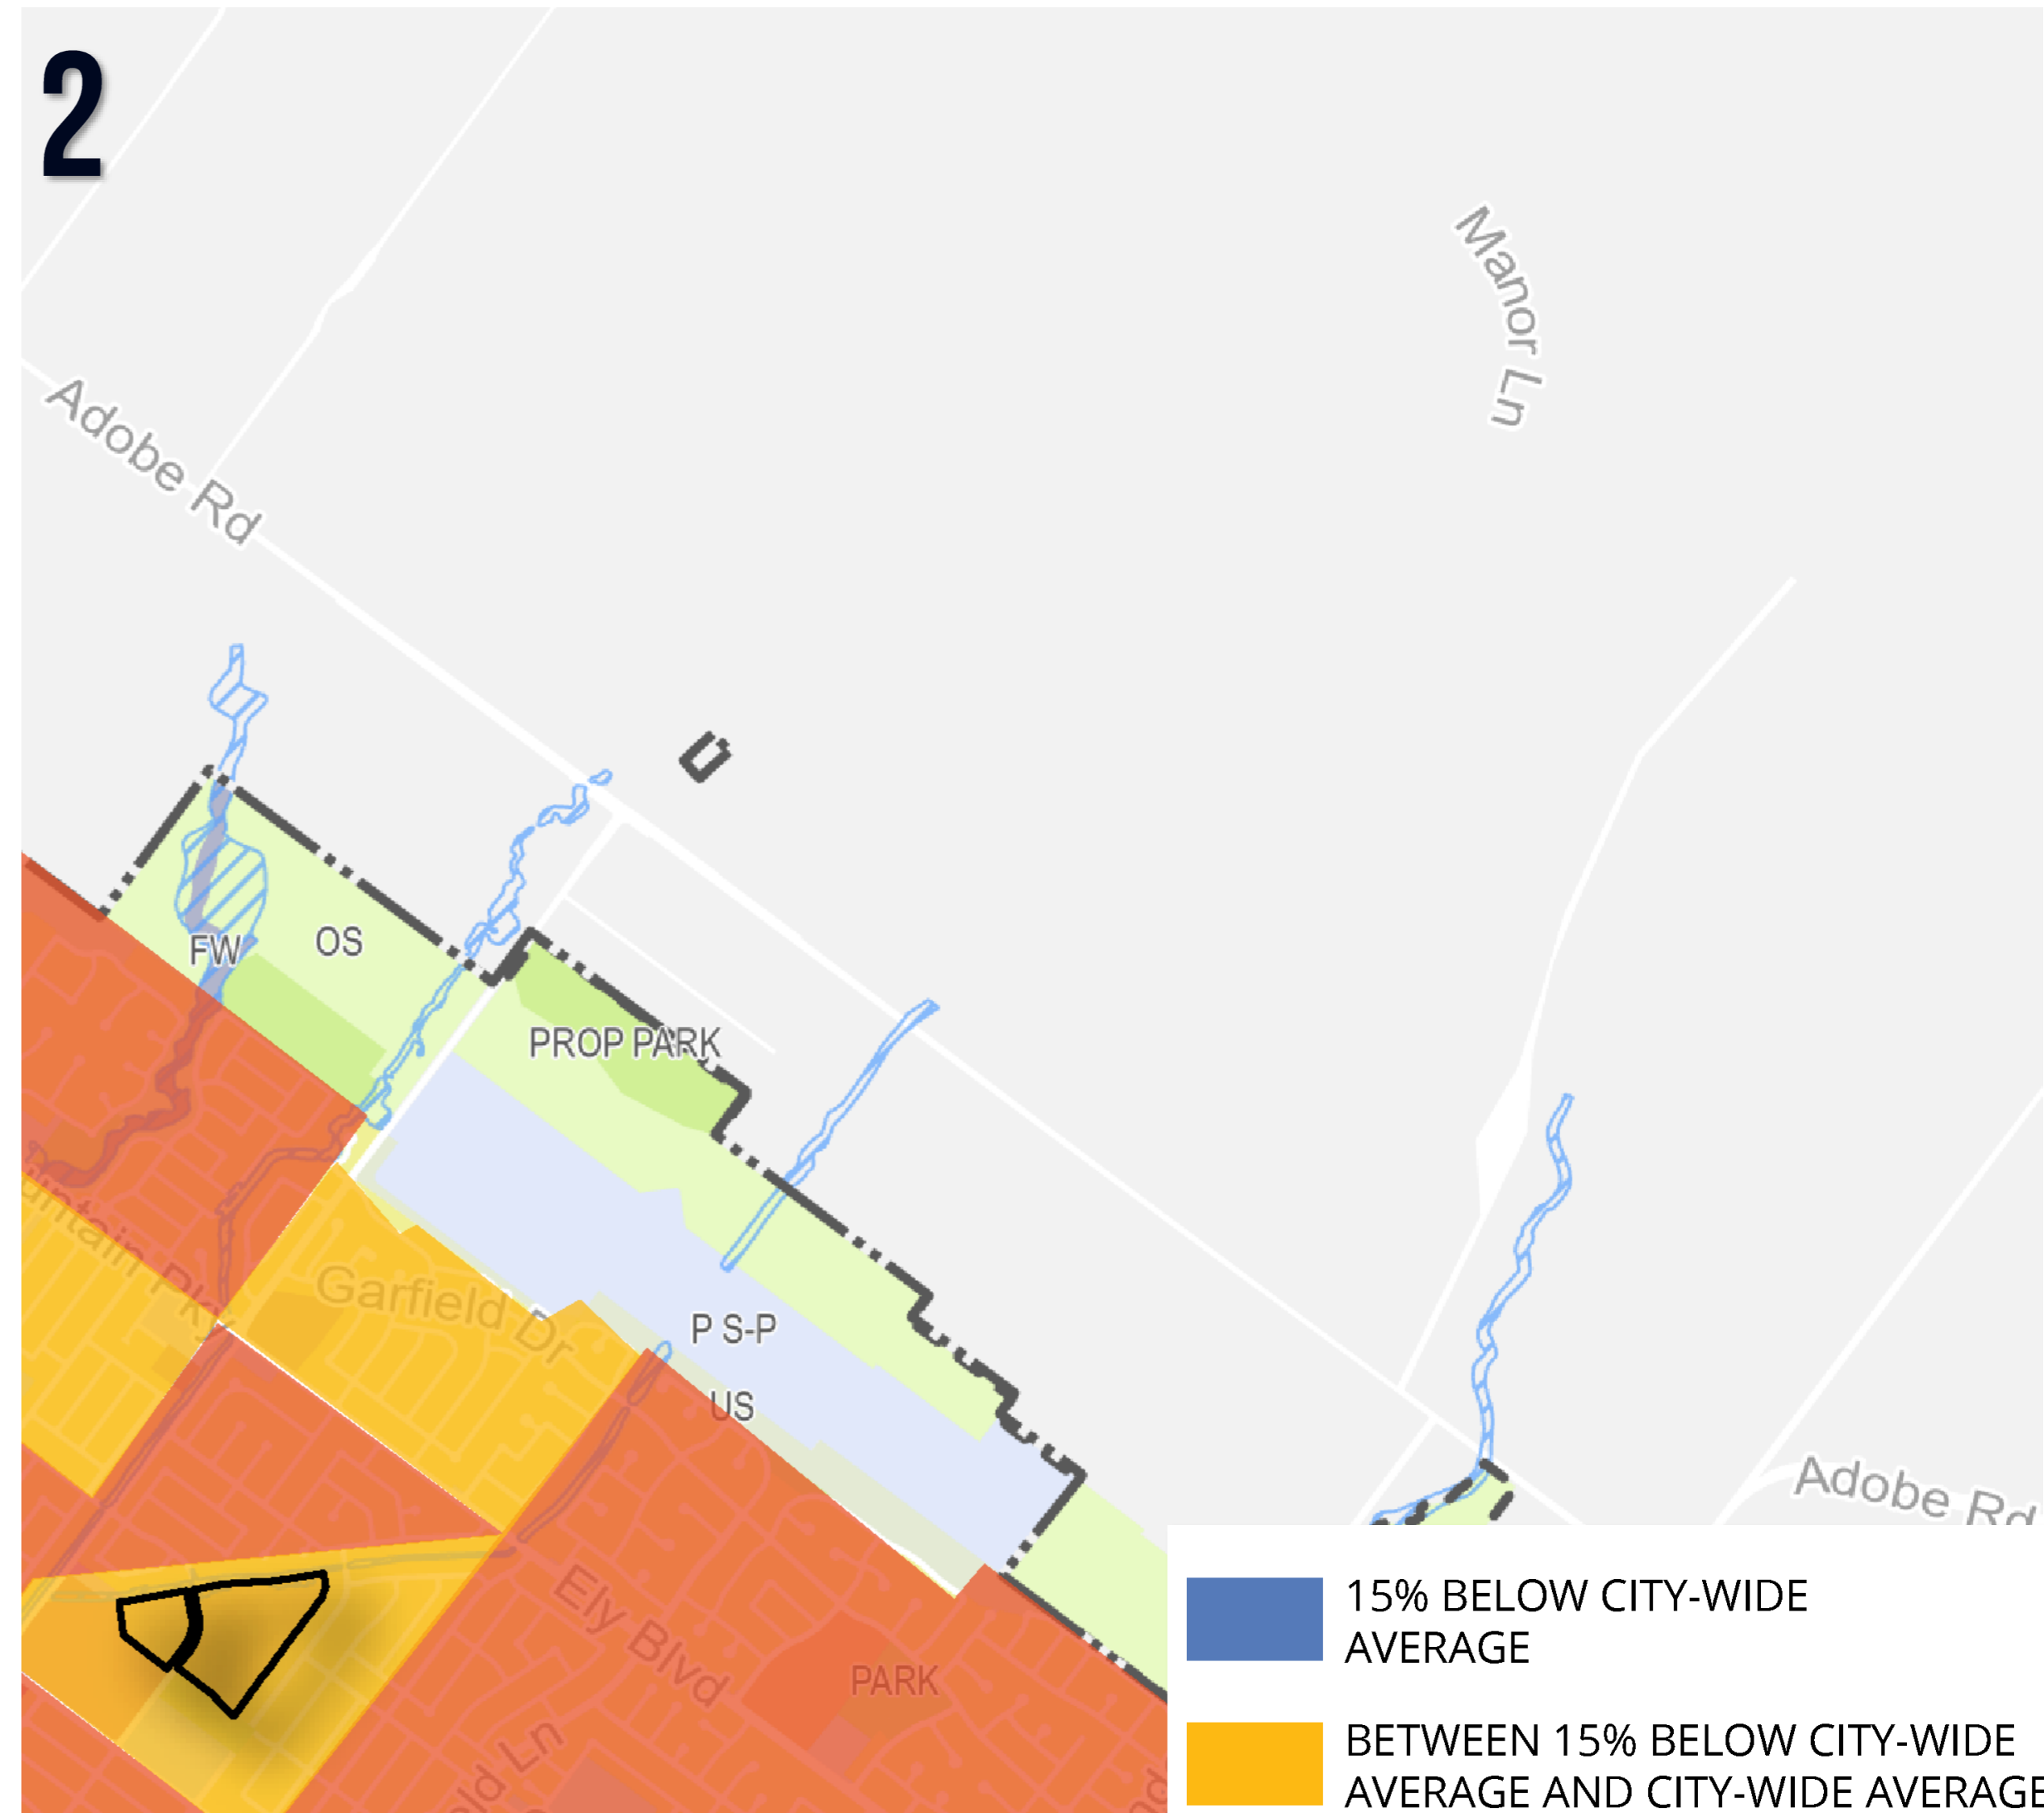 2
Manor Ln
Adobe Rd
FW
OS
PROP PARK
Garfield Dr
P S-P
US
Adobe Rd
Ely Blvd
PARK
15% BELOW CITY-WIDE
AVERAGE
BETWEEN 15% BELOW CITY-WIDE
AVERAGE AND CITY-WIDE AVERAGE